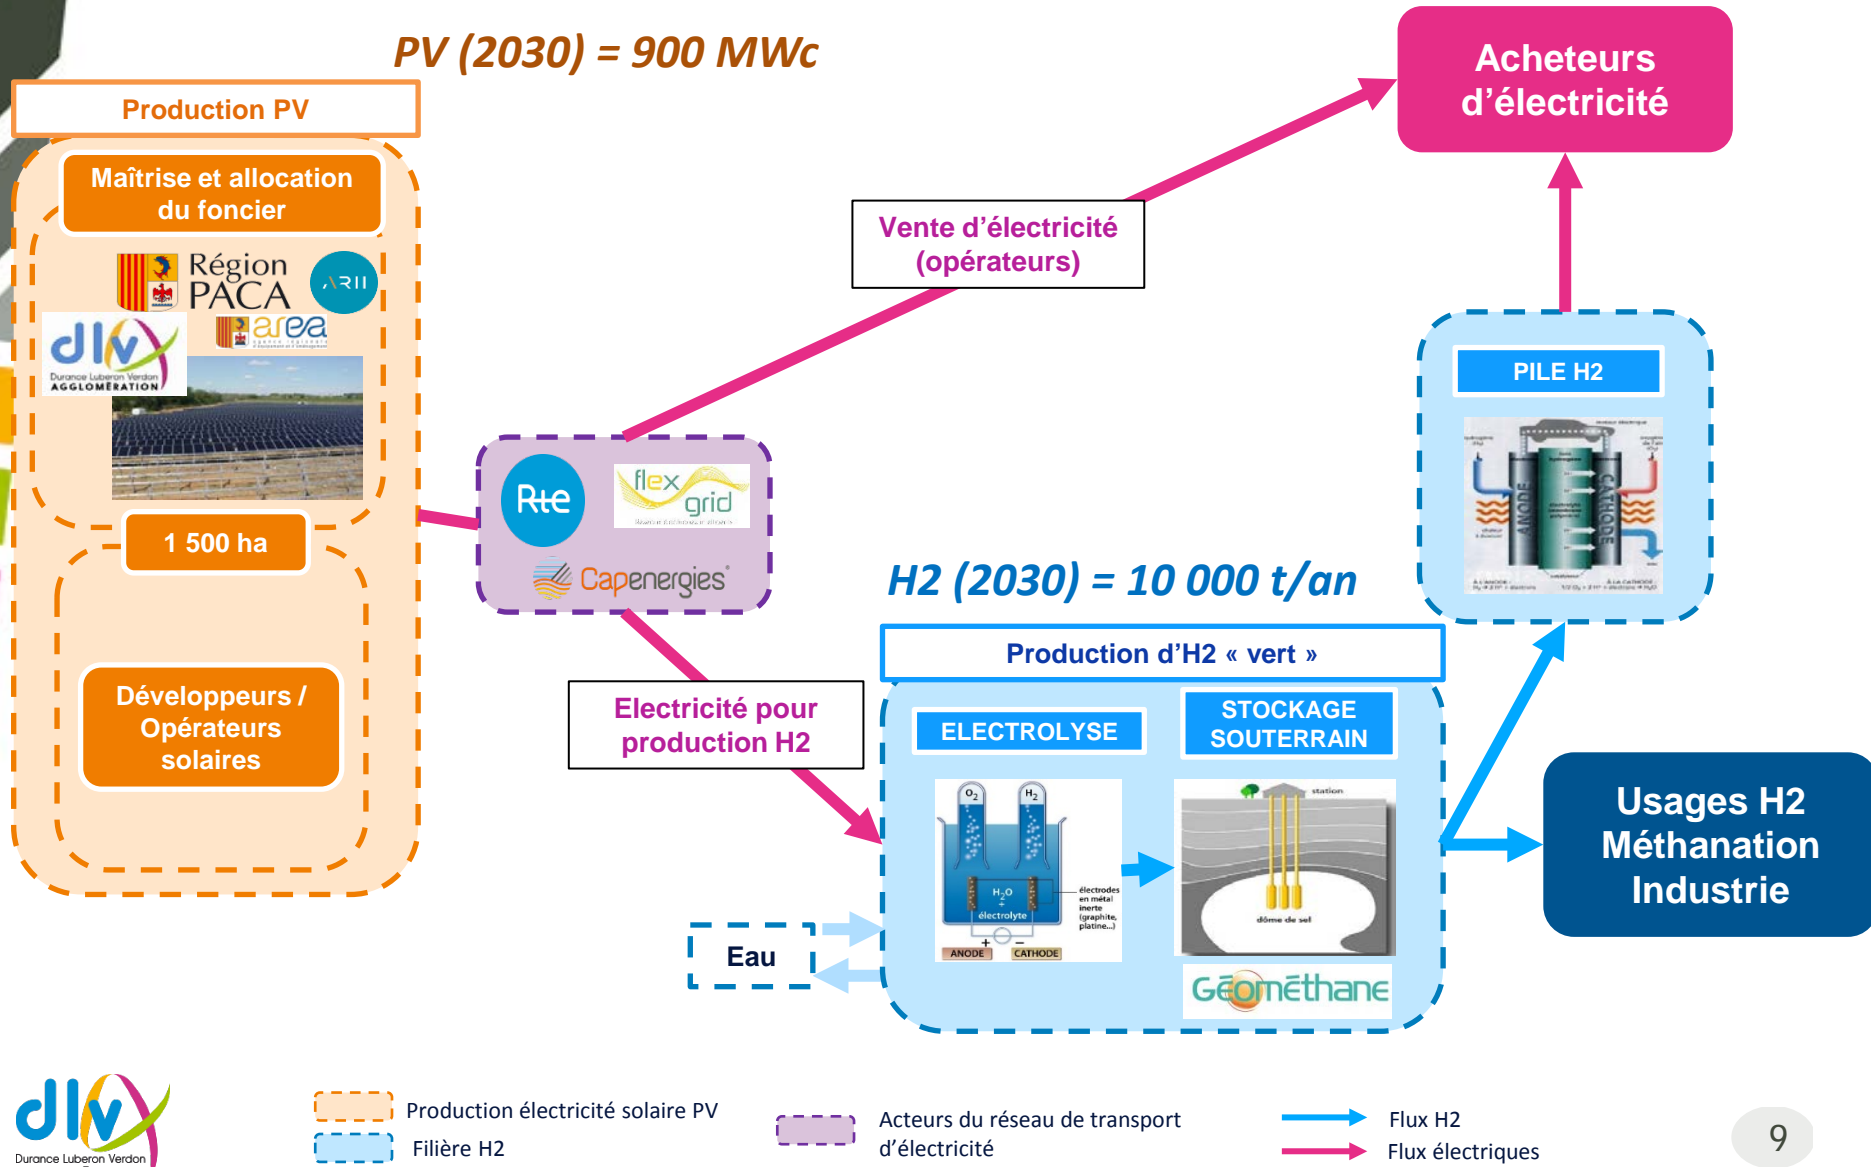 PV (2030) = 900 MWc
Production PV
Maîtrise et allocation
du foncier
Région
PACA
ARII
dlv
Durance Luberon Verdon
AGGLOMÉRATION
area
1 500 ha
Développeurs /
Opérateurs
solaires
Rte
flex
grid
Capenergies
Vente d’électricité
(opérateurs)
Acheteurs
d’électricité
Electricité pour
production H2
H2 (2030) = 10 000 t/an
Production d’H2 « vert »
ELECTROLYSE
O2
H2
H2O
+
électrolyte
électrodes
en métal
inerte
(graphite,
platine...)
+
−
ANODE
CATHODE
STOCKAGE
SOUTERRAIN
station
dôme de sel
Géométhane
Eau
PILE H2
ANODE
CATHODE
Usages H2
Méthanation
Industrie
dlv
Durance Luberon Verdon
Production électricité solaire PV
Filière H2
Acteurs du réseau de transport
d’électricité
Flux H2
Flux électriques
9